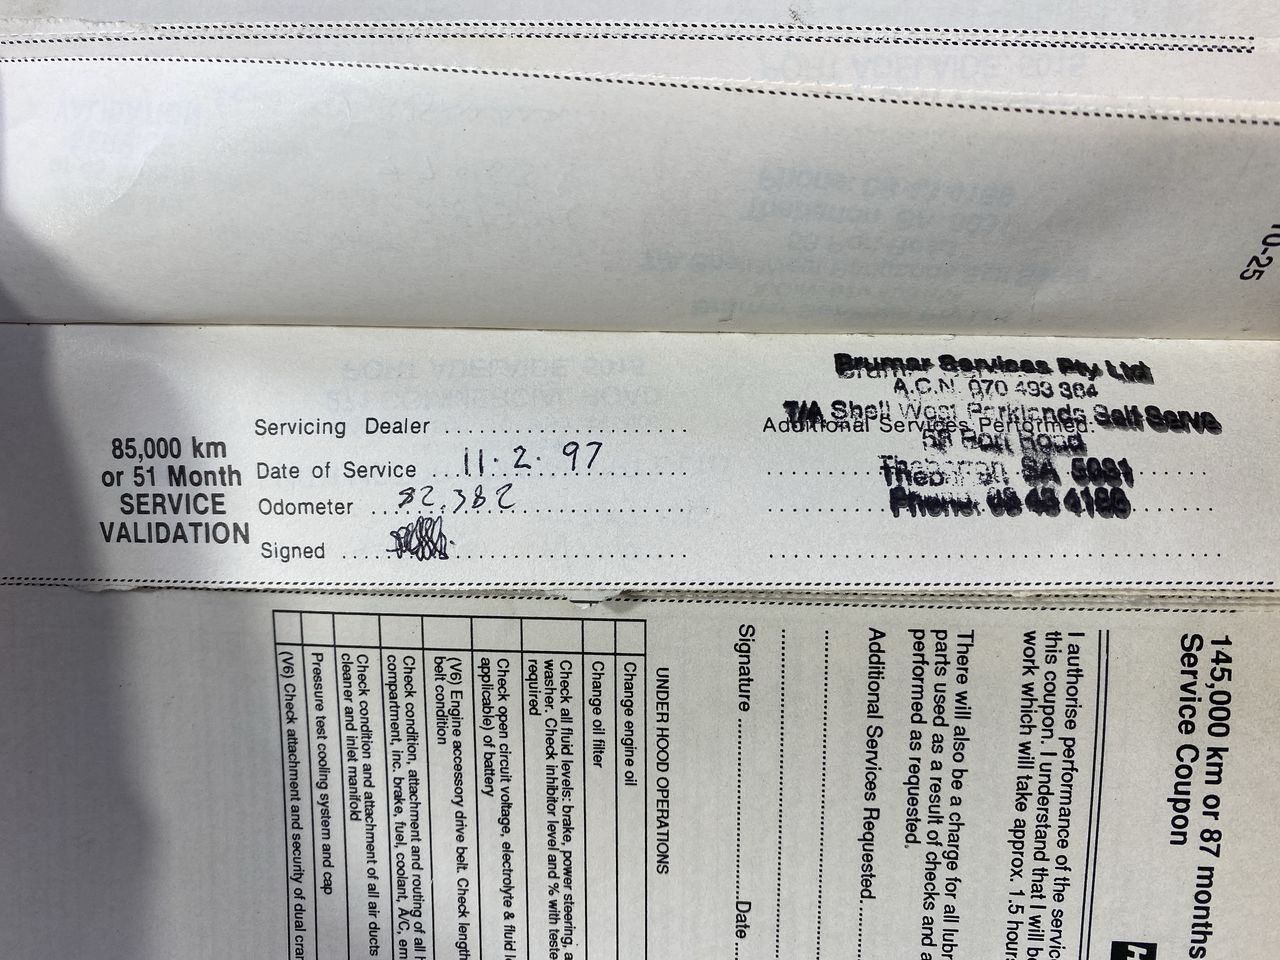 10-25
85,000 km
or 51 Month
SERVICE
VALIDATION
Servicing Dealer
Date of Service 11.2.97
Odometer 82,382
Signed
Brumar Services Pty Ltd
A.C.N. 070 493 364
T/A Shell West Parklands Self Serve
Additional Services Performed:
Port Road
Thebarton SA 5031
Phone: 08 43 4166
145,000 km or 87 months
Service Coupon
I authorise performance of the
this coupon. I understand that I will
work which will take approx. 1.5
There will also be a charge for all
parts used as a result of checks and
performed as requested.
Additional Services Requested
Signature Date
UNDER HOOD OPERATIONS
Change engine oil
Change oil filter
Check all fluid levels: brake, power steering,
washer. Check inhibitor level and % with
required
Check open circuit voltage, electrolyte & fluid
applicable) of battery
(V6) Engine accessory drive belt. Check length
belt condition
Check condition, attachment and routing of all
compartment, inc. brake, fuel, coolant, A/C,
Check condition and attachment of all air ducts
cleaner and inlet manifold
Pressure test cooling system and cap
(V6) Check attachment and security of dual